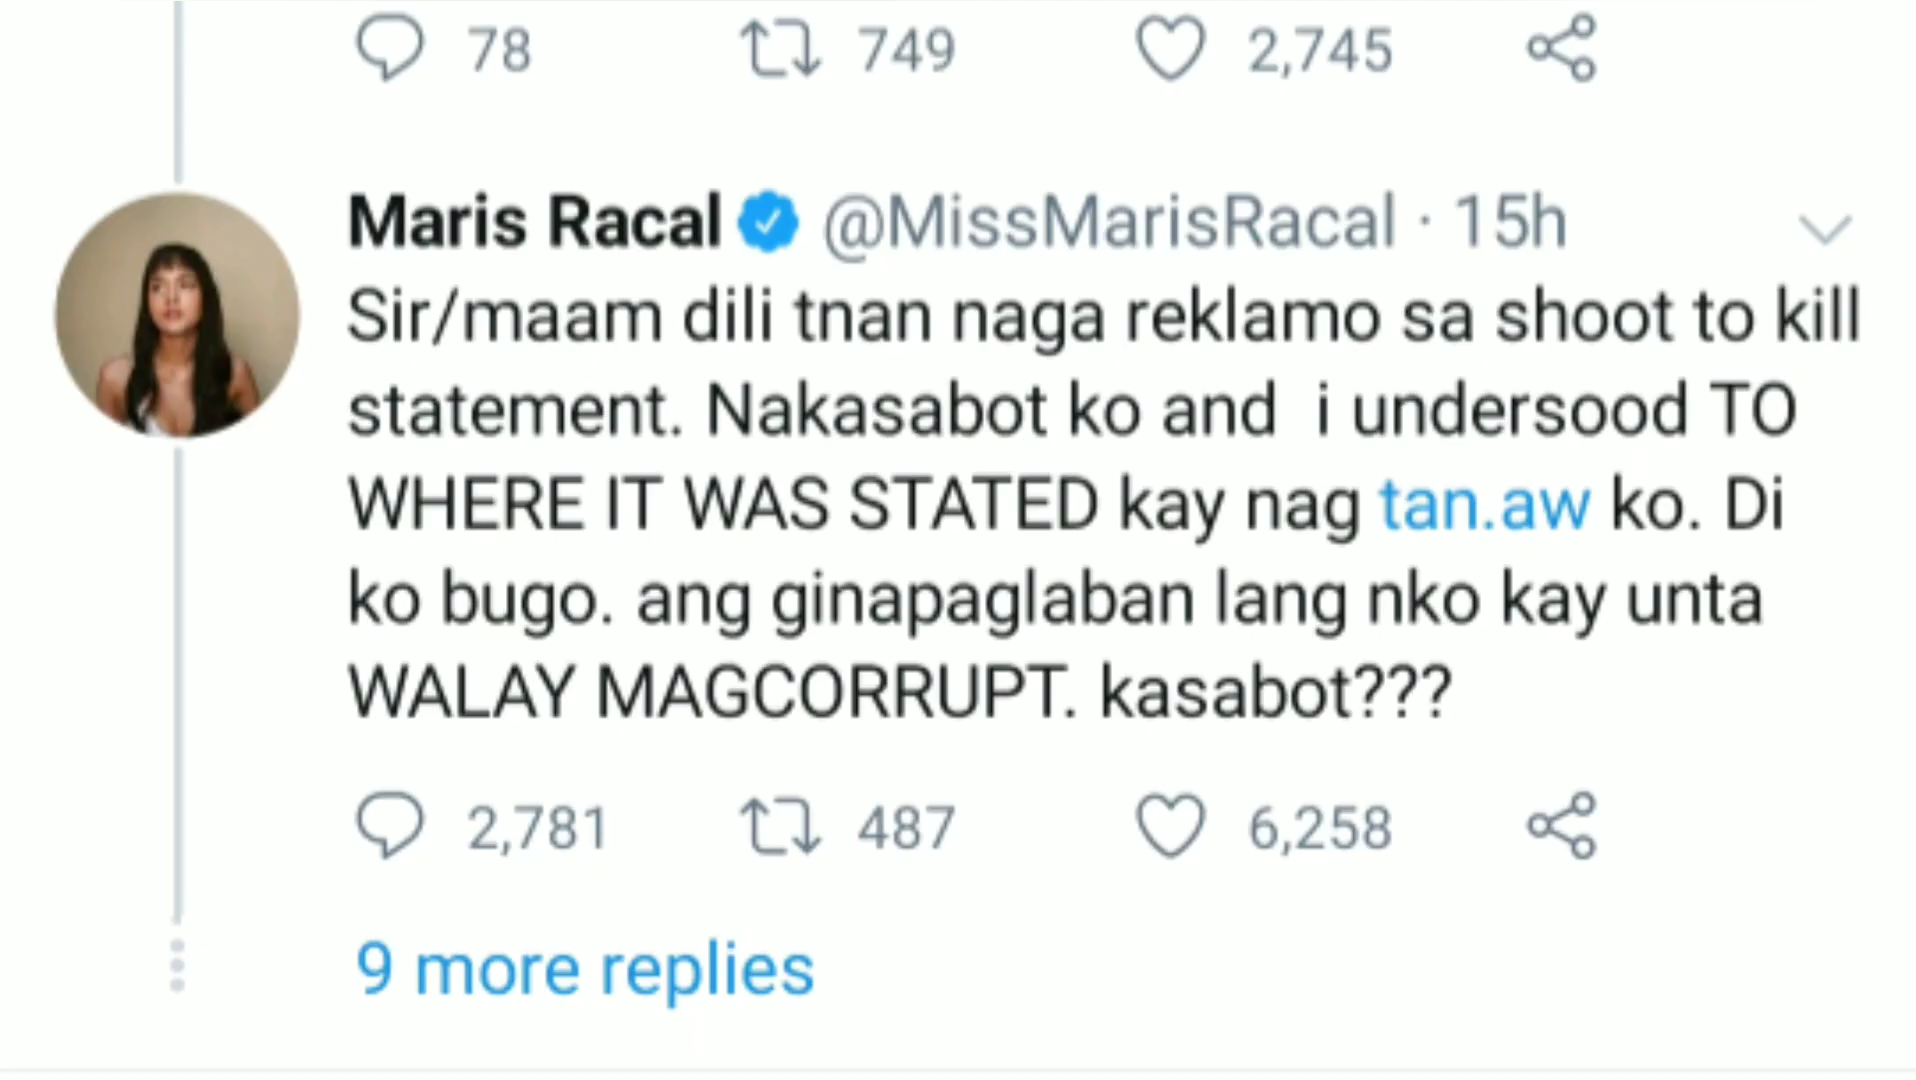 78 749 2,745
Maris Racal @MissMarisRacal · 15h
Sir/maam dili tnan naga reklamo sa shoot to kill
statement. Nakasabot ko and  i undersood TO
WHERE IT WAS STATED kay nag tan.aw ko. Di
ko bugo. ang ginapaglaban lang nko kay unta
WALAY MAGCORRUPT. kasabot???
2,781 487 6,258
9 more replies